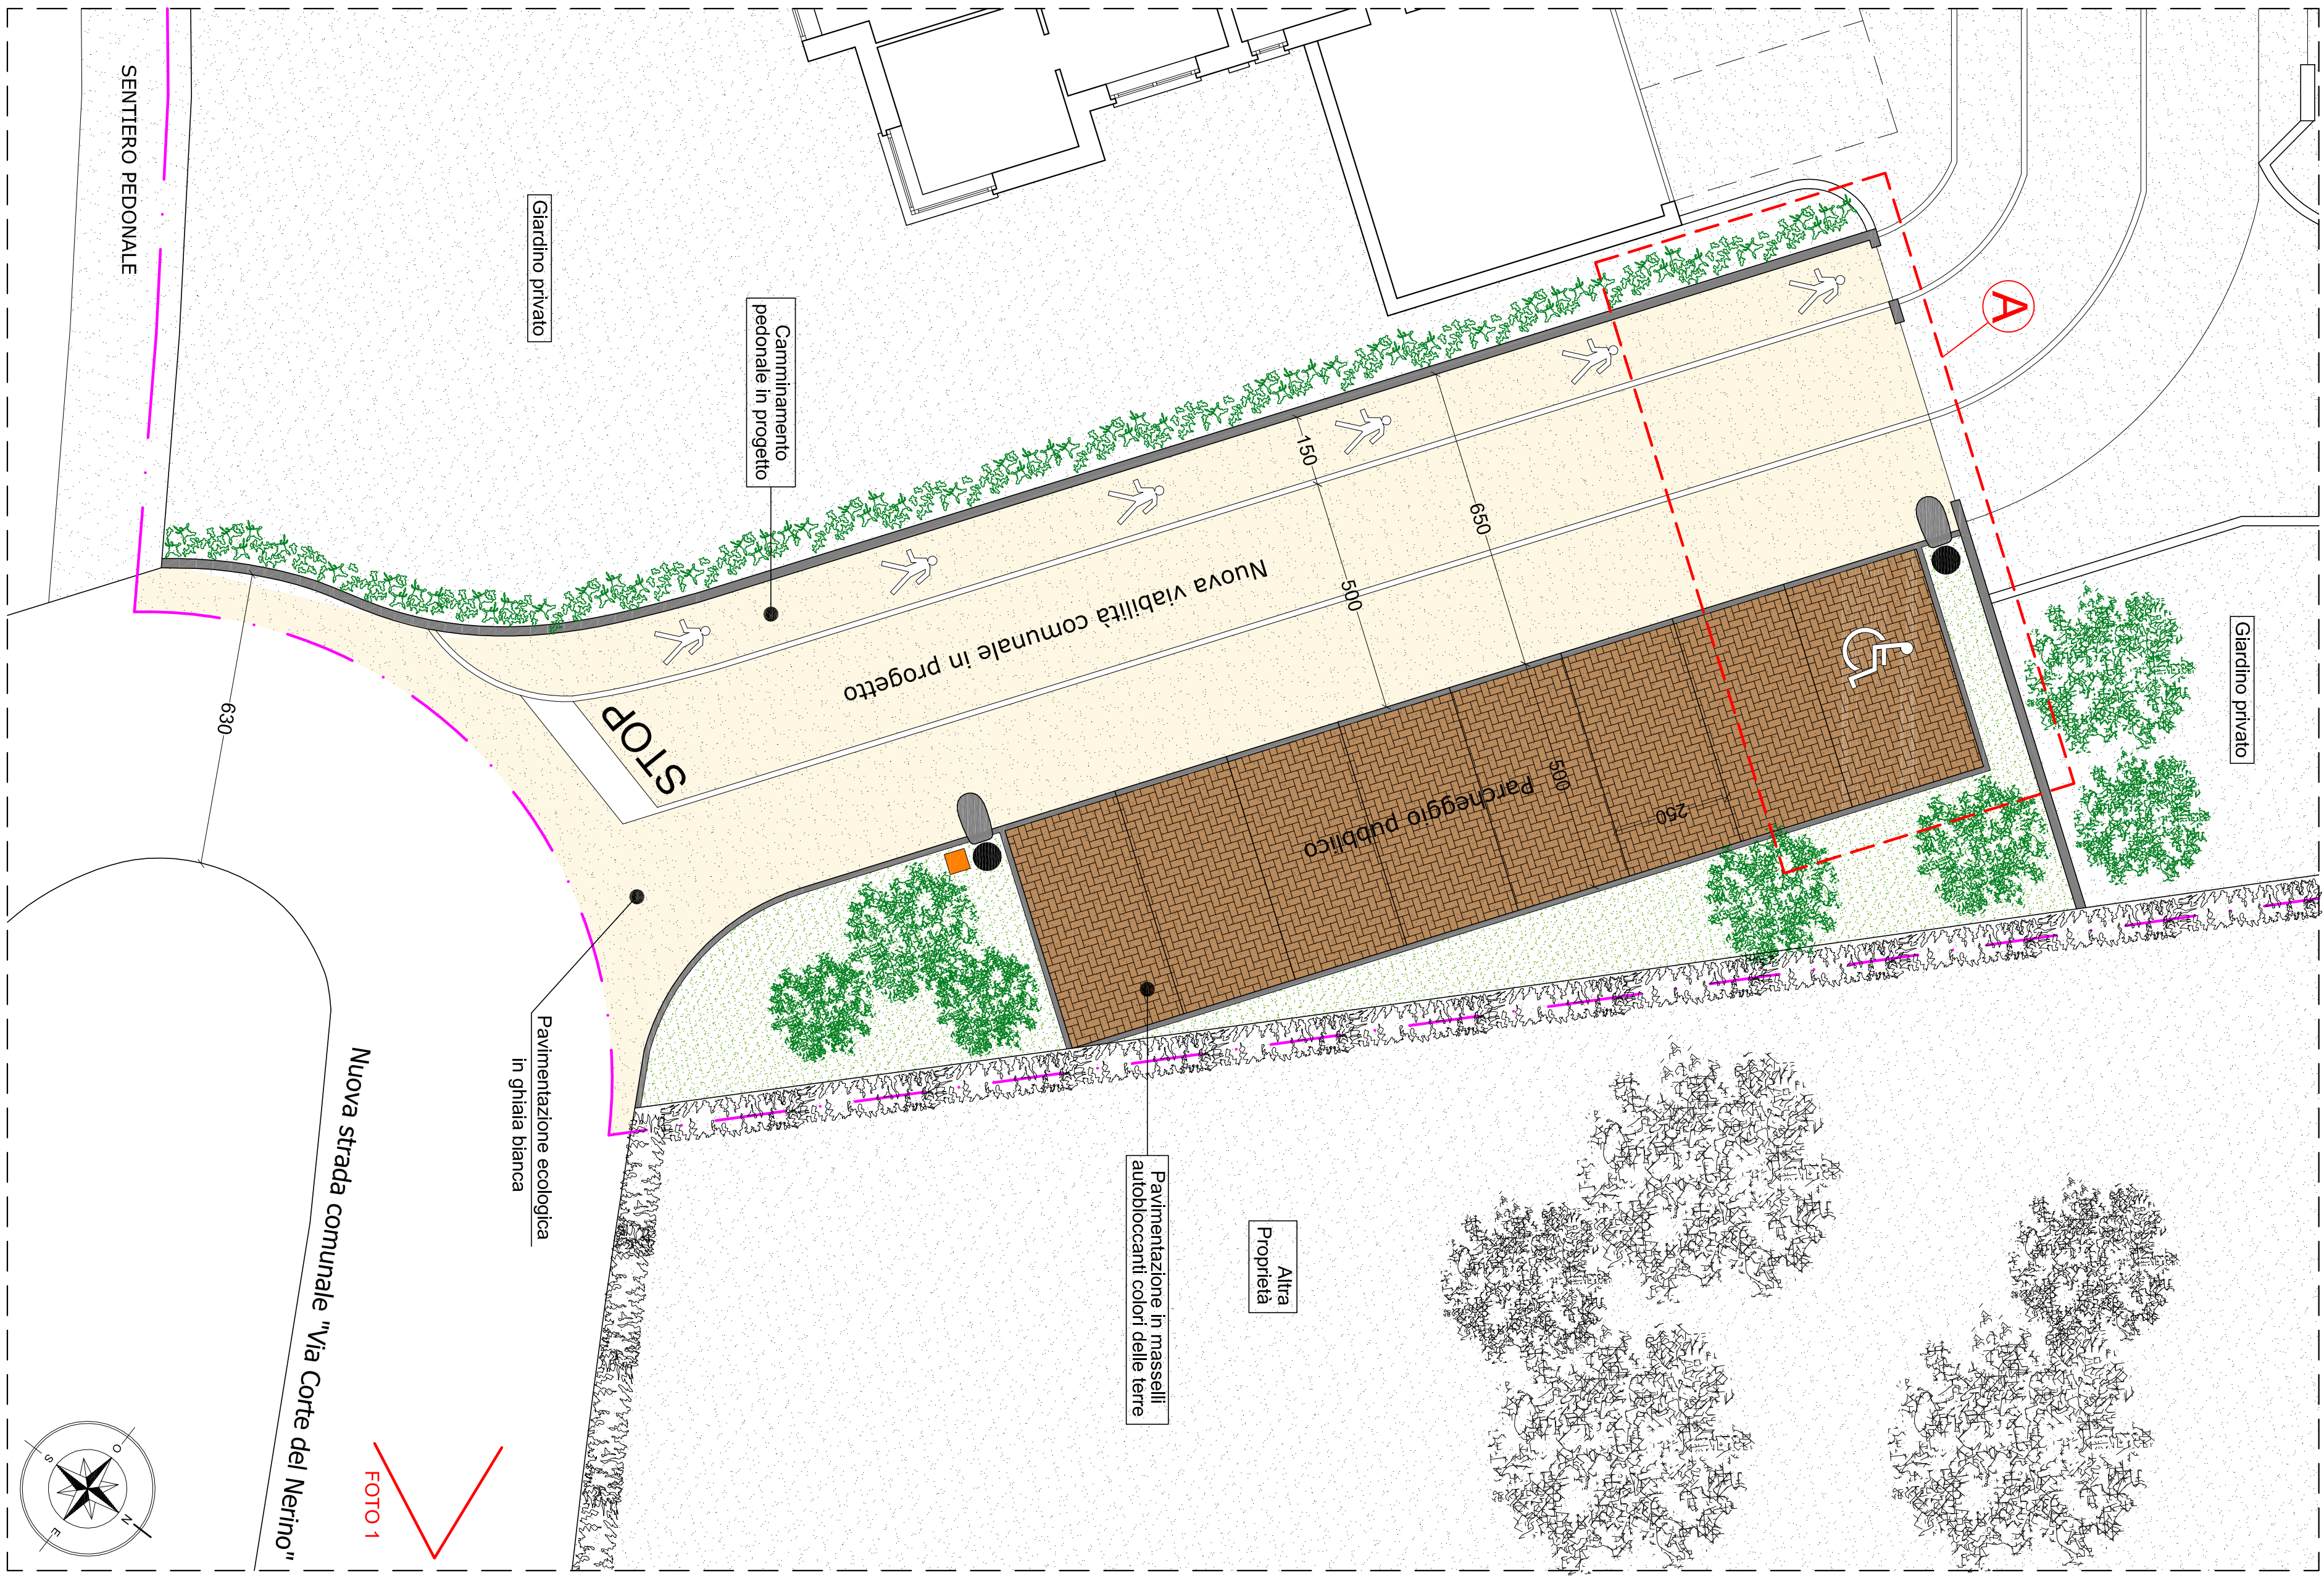 SENTIERO PEDONALE
Giardino privato
Camminamento
pedonale in progetto
A
150
650
500
Nuova viabilità comunale in progetto
STOP
630
Parcheggio pubblico
500
250
Giardino privato
Pavimentazione ecologica
in ghiaia bianca
Pavimentazione in masselli
autobloccanti colori delle terre
Altra
Proprietà
Nuova strada comunale "Via Corte del Nerino"
FOTO 1
O
S
N
E